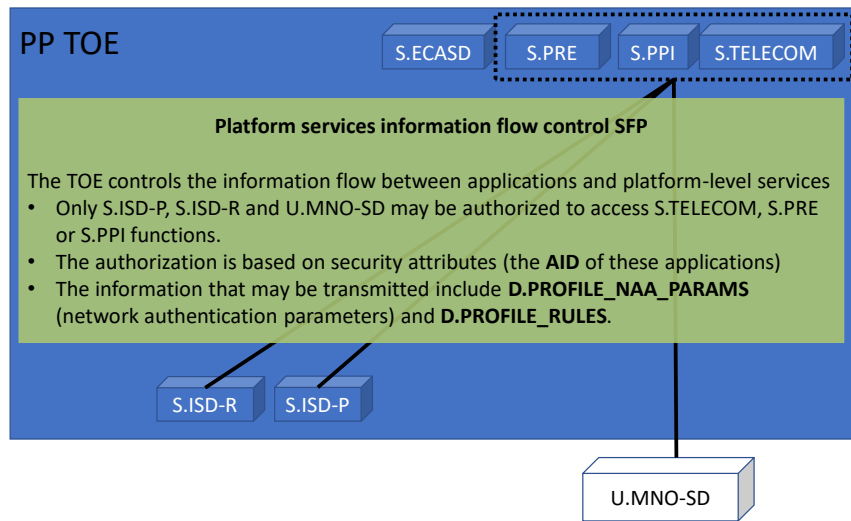 PP TOE
S.ECASD
S.PRE
S.PPI
S.TELECOM
Platform services information flow control SFP
The TOE controls the information flow between applications and platform-level services
• Only S.ISD-P, S.ISD-R and U.MNO-SD may be authorized to access S.TELECOM, S.PRE
or S.PPI functions.
• The authorization is based on security attributes (the AID of these applications)
• The information that may be transmitted include D.PROFILE_NAA_PARAMS
(network authentication parameters) and D.PROFILE_RULES.
S.ISD-R
S.ISD-P
U.MNO-SD